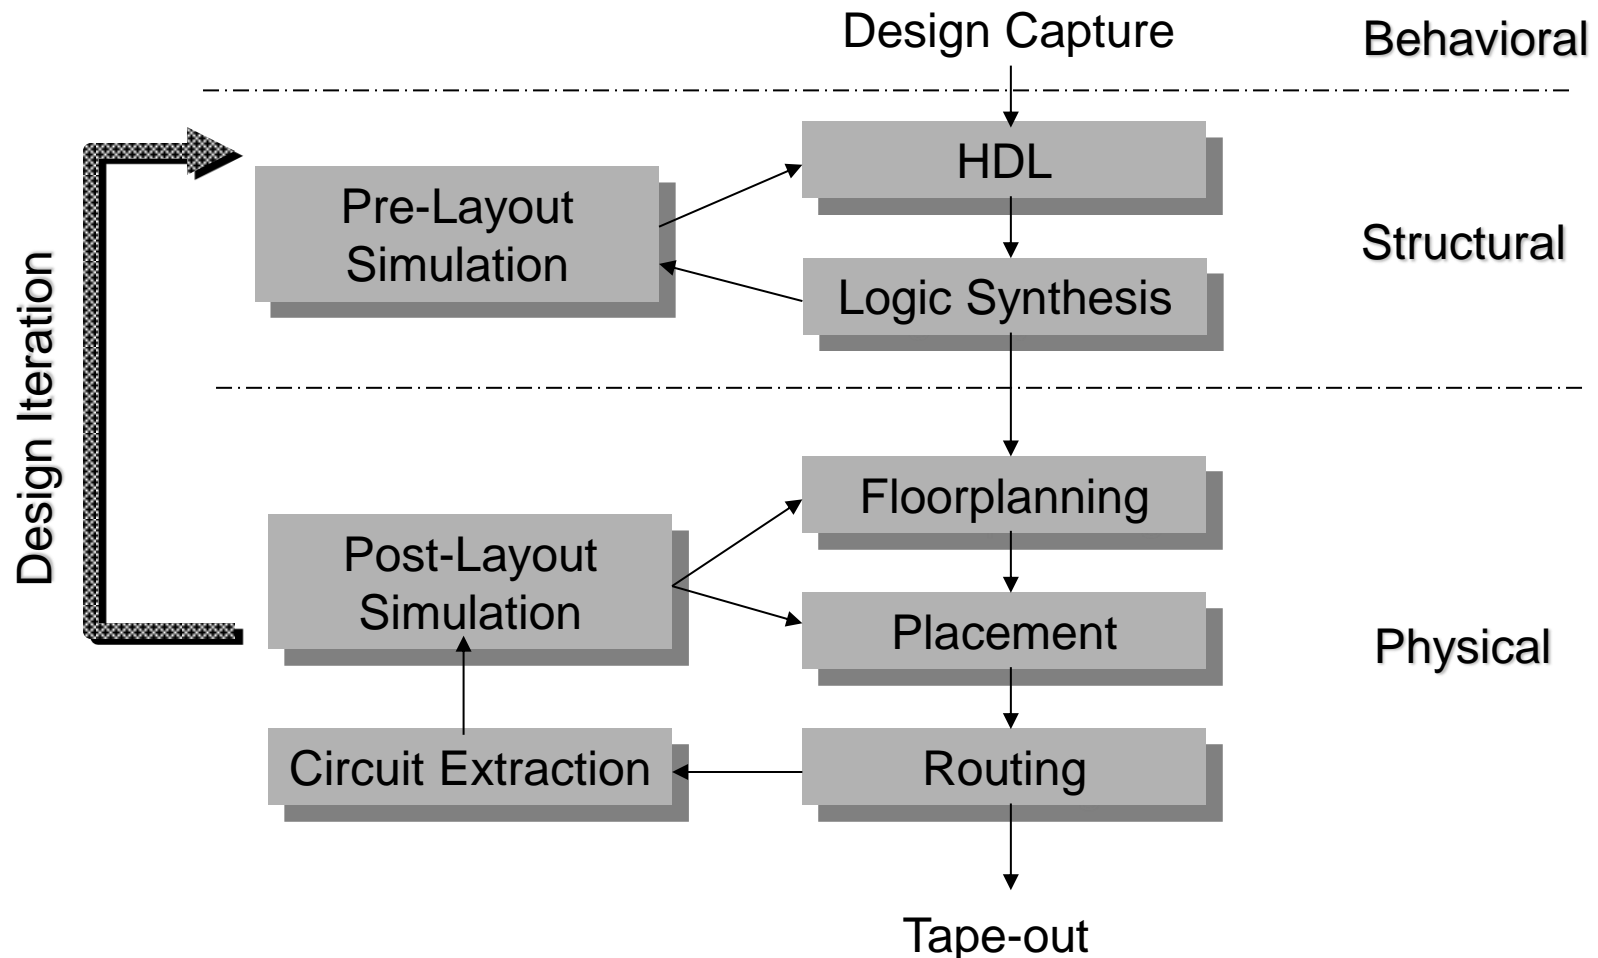 Design Capture
Behavioral
HDL
Pre-Layout
Simulation
Structural
Logic Synthesis
Design Iteration
Floorplanning
Post-Layout
Simulation
Placement
Physical
Circuit Extraction
Routing
Tape-out